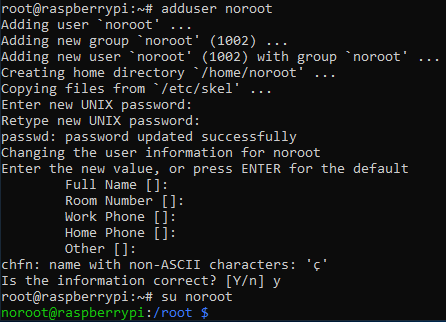 root@raspberrypi:~# adduser noroot
Adding user `noroot' ...
Adding new group `noroot' (1002) ...
Adding new user `noroot' (1002) with group `noroot' ...
Creating home directory `/home/noroot' ...
Copying files from `/etc/skel' ...
Enter new UNIX password:
Retype new UNIX password:
passwd: password updated successfully
Changing the user information for noroot
Enter the new value, or press ENTER for the default
        Full Name []:
        Room Number []:
        Work Phone []:
        Home Phone []:
        Other []:
chfn: name with non-ASCII characters: 'ç'
Is the information correct? [Y/n] y
root@raspberrypi:~# su noroot
noroot@raspberrypi:/root $